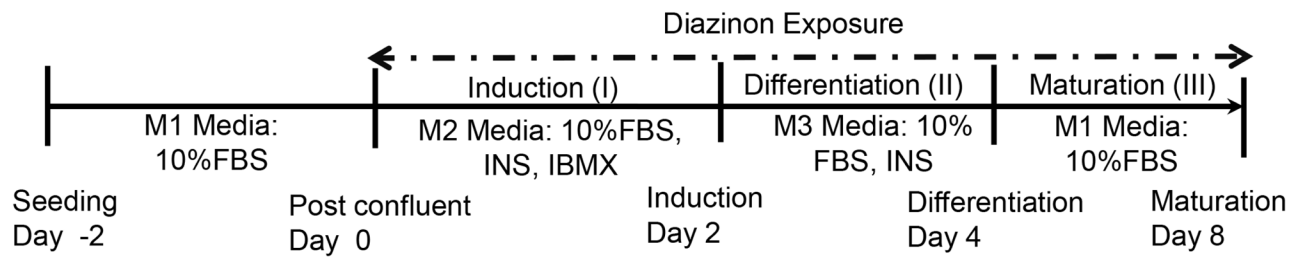 Diazinon Exposure
Induction (I)
Differentiation (II)
Maturation (III)
M1 Media:
10%FBS
M2 Media: 10%FBS,
INS, IBMX
M3 Media: 10%
FBS, INS
M1 Media:
10%FBS
Seeding
Day -2
Post confluent
Day 0
Induction
Day 2
Differentiation
Day 4
Maturation
Day 8